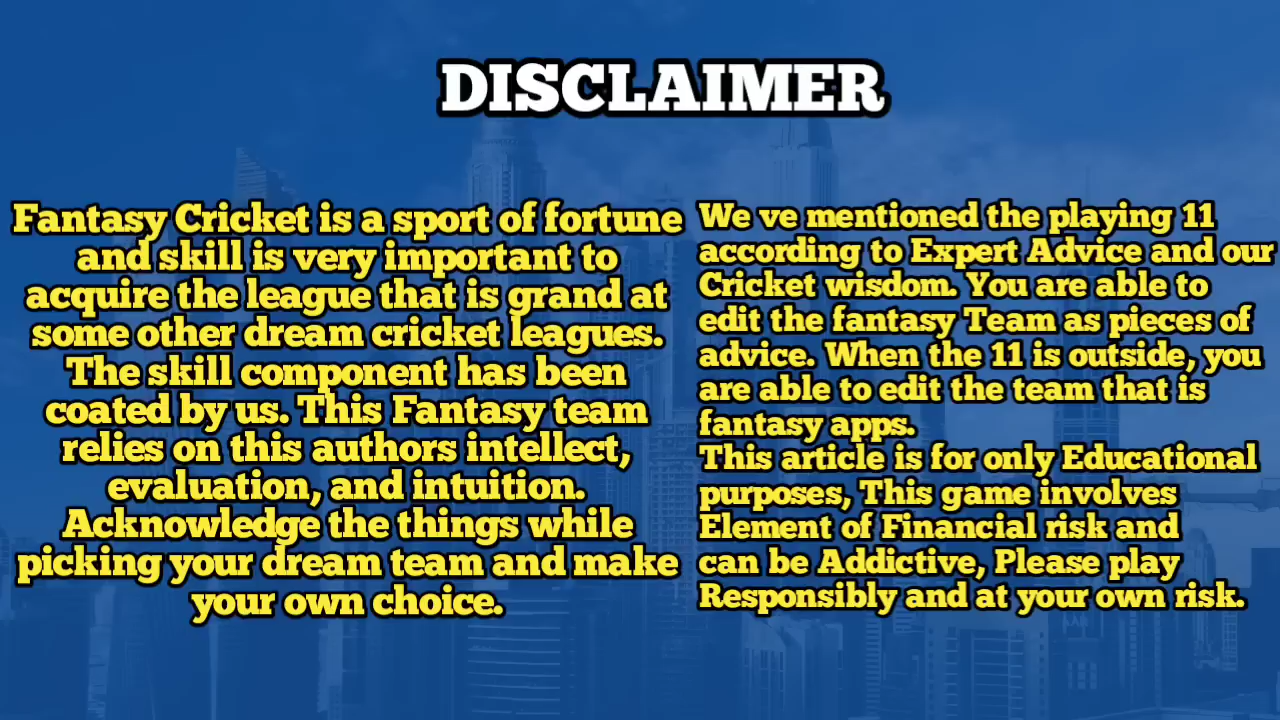 DISCLAIMER
Fantasy Cricket is a sport of fortune
and skill is very important to
acquire the league that is grand at
some other dream cricket leagues.
The skill component has been
coated by us. This Fantasy team
relies on this authors intellect,
evaluation, and intuition.
Acknowledge the things while
picking your dream team and make
your own choice.
We ve mentioned the playing 11
according to Expert Advice and our
Cricket wisdom. You are able to
edit the fantasy Team as pieces of
advice. When the 11 is outside, you
are able to edit the team that is
fantasy apps.
This article is for only Educational
purposes, This game involves
Element of Financial risk and
can be Addictive, Please play
Responsibly and at your own risk.